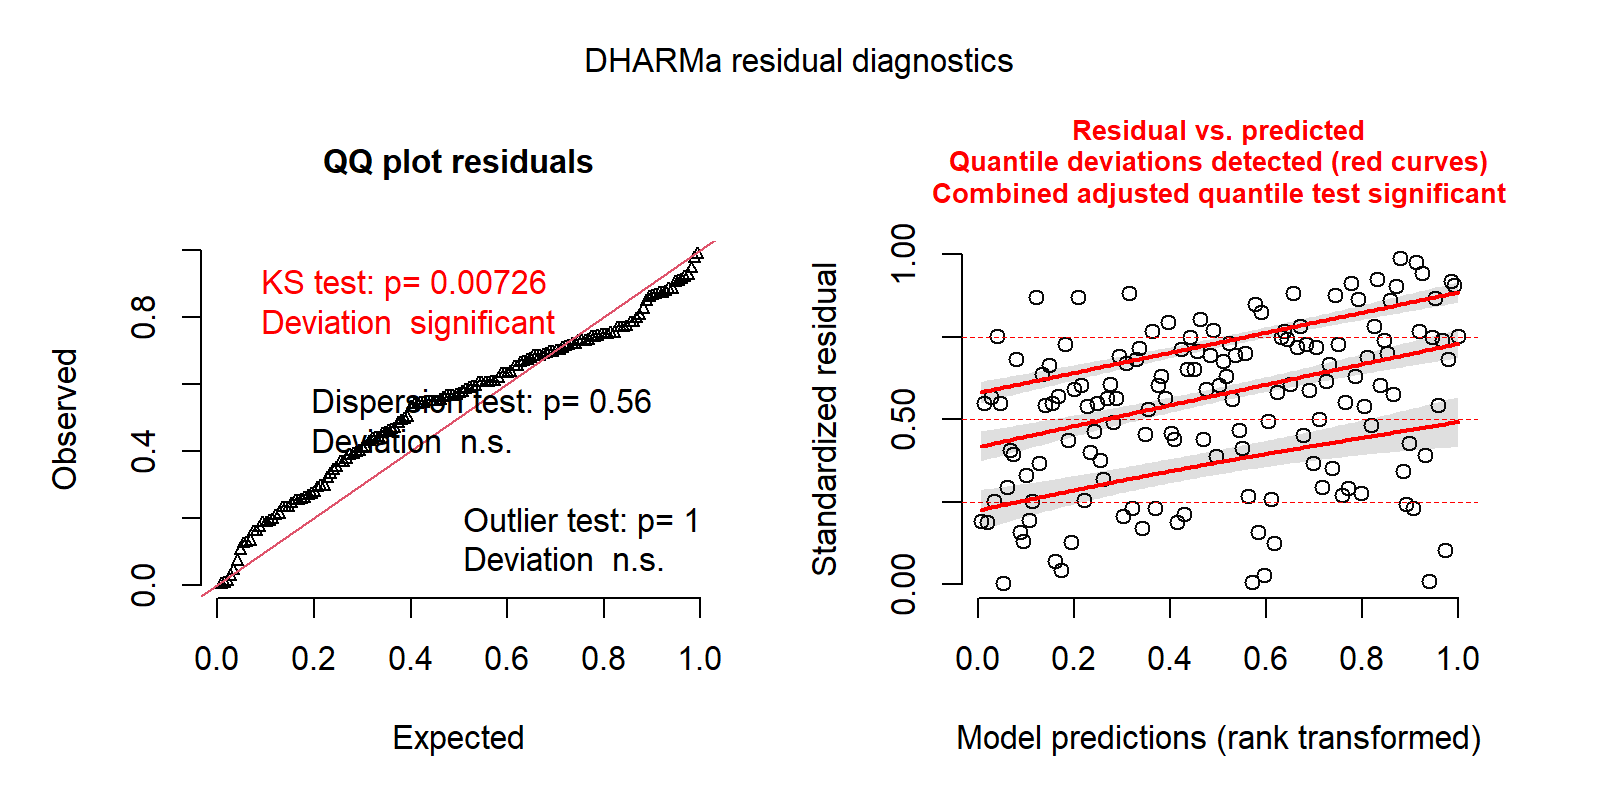 DHARMa residual diagnostics
QQ plot residuals
KS test: p= 0.00726
Deviation  significant
Dispersion test: p= 0.56
Deviation  n.s.
Outlier test: p= 1
Deviation  n.s.
Observed
0.0
0.4
0.8
0.0 0.2 0.4 0.6 0.8 1.0
Expected
Residual vs. predicted
Quantile deviations detected (red curves)
Combined adjusted quantile test significant
Standardized residual
0.00
0.50
1.00
0.0 0.2 0.4 0.6 0.8 1.0
Model predictions (rank transformed)